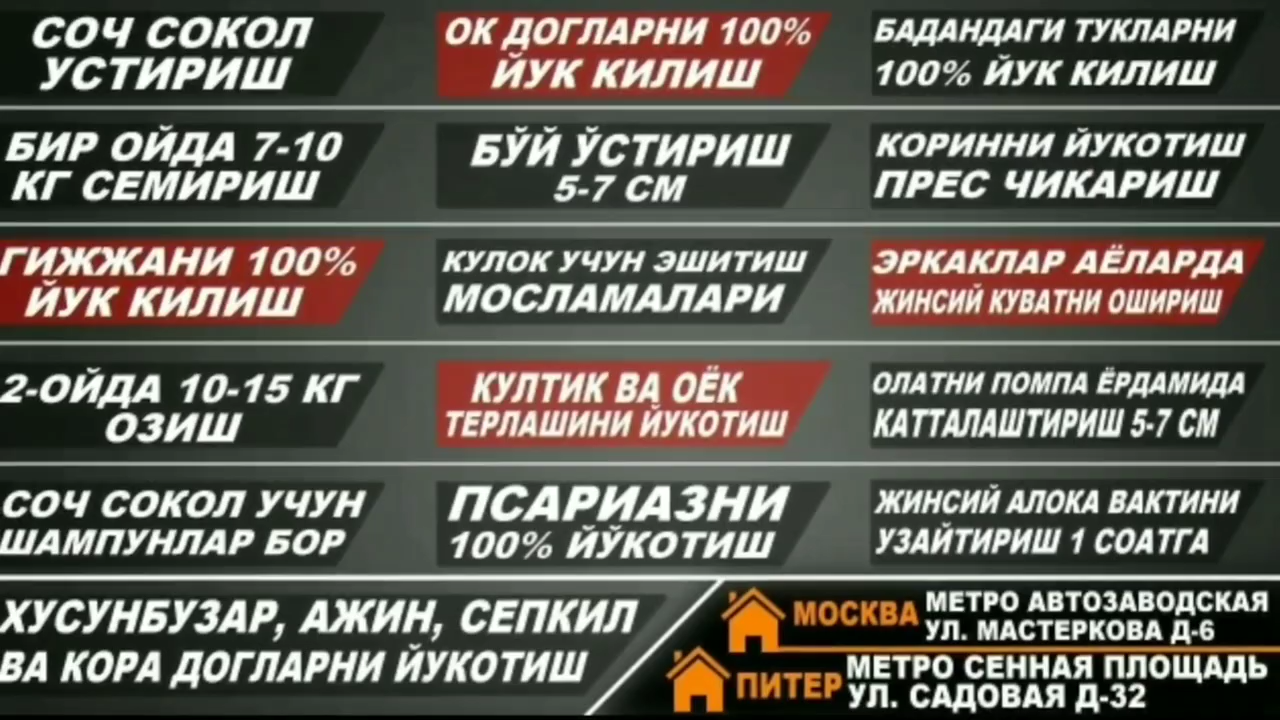 СОЧ СОКОЛ
УСТИРИШ
ОК ДОГЛАРНИ 100%
ЙУК КИЛИШ
БАДАНДАГИ ТУКЛАРНИ
100% ЙУК КИЛИШ
БИР ОЙДА 7-10
КГ СЕМИРИШ
БЎЙ ЎСТИРИШ
5-7 СМ
КОРИННИ ЙУКОТИШ
ПРЕС ЧИКАРИШ
ГИЖЖАНИ 100%
ЙУК КИЛИШ
КУЛОК УЧУН ЭШИТИШ
МОСЛАМАЛАРИ
ЭРКАКЛАР АЁЛАРДА
ЖИНСИЙ КУВАТНИ ОШИРИШ
2-ОЙДА 10-15 КГ
ОЗИШ
КУЛТИК ВА ОЁК
ТЕРЛАШИНИ ЙУКОТИШ
ОЛАТНИ ПОМПА ЁРДАМИДА
КАТТАЛАШТИРИШ 5-7 СМ
СОЧ СОКОЛ УЧУН
ШАМПУНЛАР БОР
ПСАРИАЗНИ
100% ЙЎКОТИШ
ЖИНСИЙ АЛОКА ВАКТИНИ
УЗАЙТИРИШ 1 СОАТГА
ХУСУНБУЗАР, АЖИН, СЕПКИЛ
ВА КОРА ДОГЛАРНИ ЙУКОТИШ
МОСКВА МЕТРО АВТОЗАВОДСКАЯ
УЛ. МАСТЕРКОВА Д-6
ПИТЕР МЕТРО СЕННАЯ ПЛОЩАДЬ
УЛ. САДОВАЯ Д-32